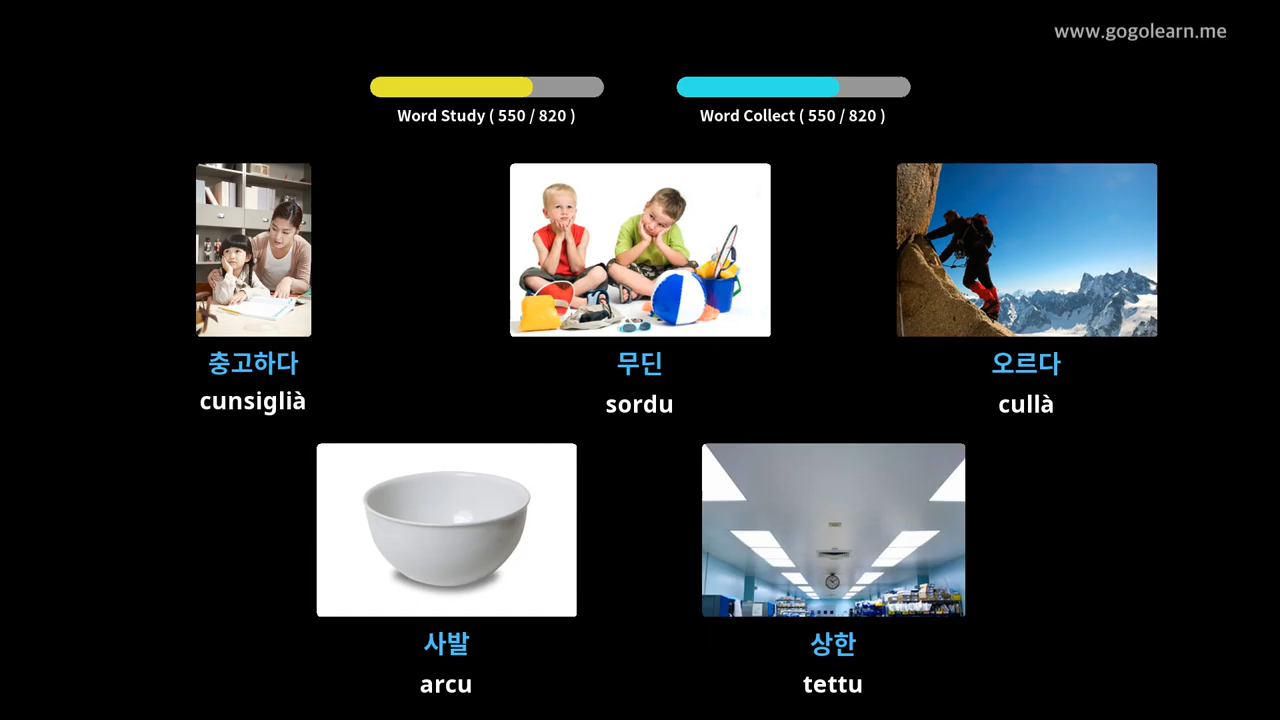 www.gogolearn.me
Word Study ( 550 / 820 )
Word Collect ( 550 / 820 )
충고하다
cunsiglià
무딘
sordu
오르다
cullà
사발
arcu
상한
tettu